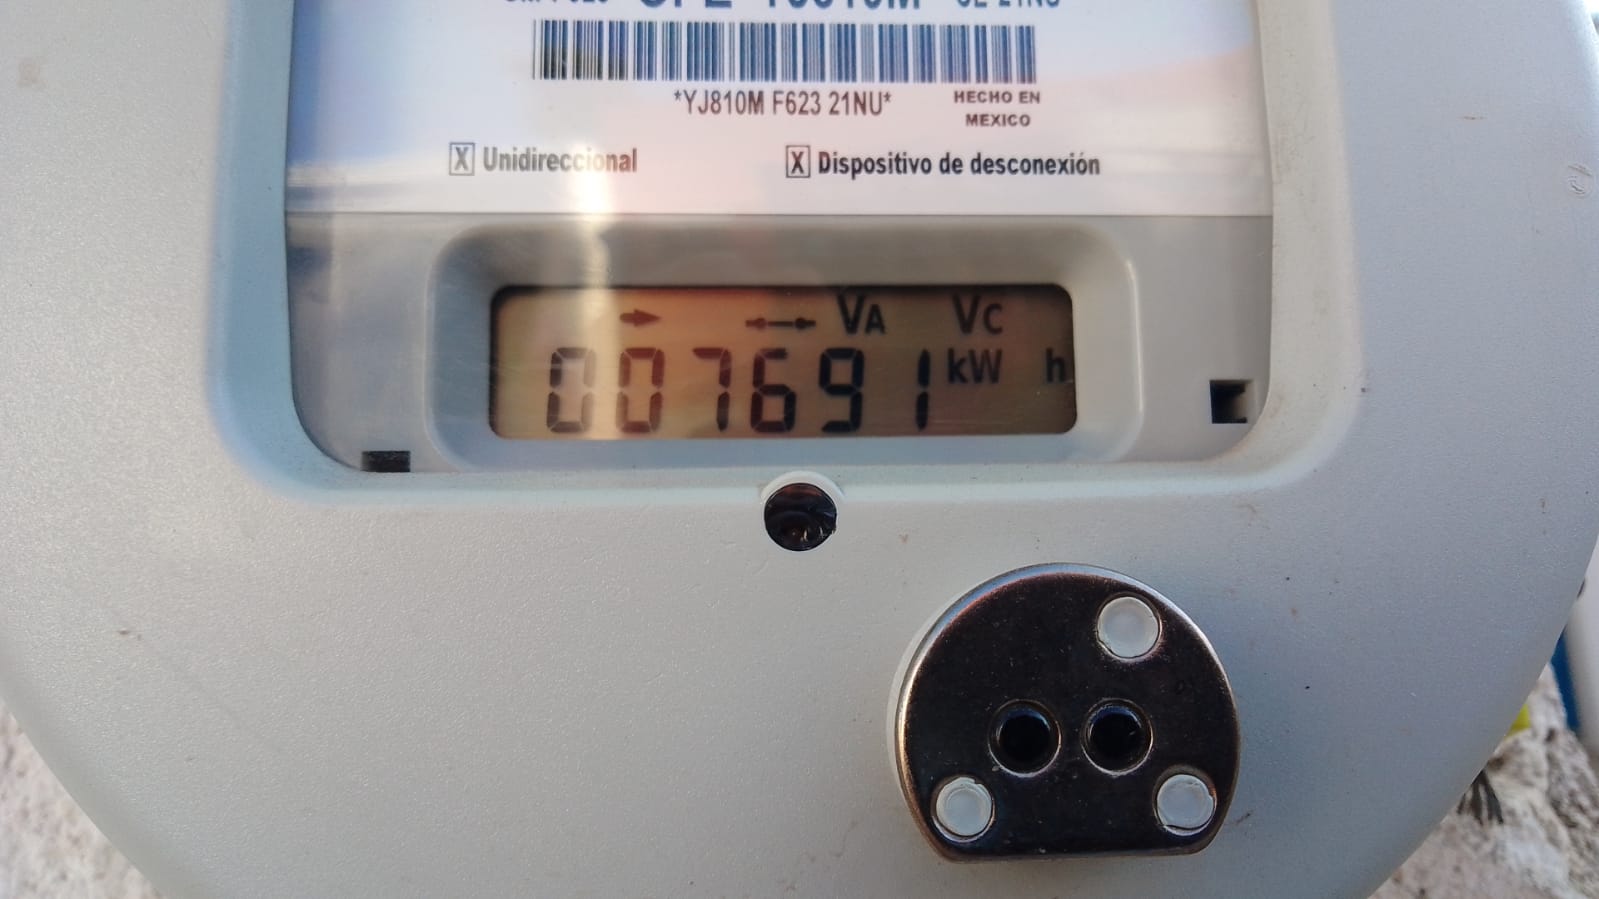 *YJ810M F623 21NU*
HECHO EN
MEXICO
X Unidireccional
X Dispositivo de desconexión
VA VC
007691 kW h